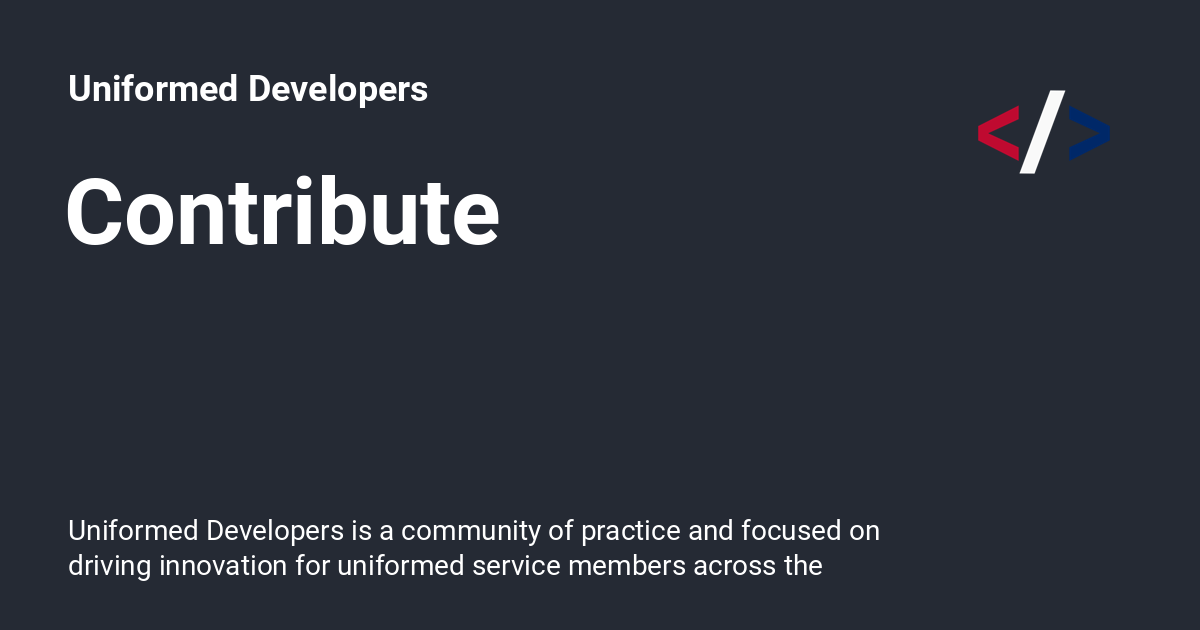 Uniformed Developers
</>
Contribute
Uniformed Developers is a community of practice and focused on
driving innovation for uniformed service members across the